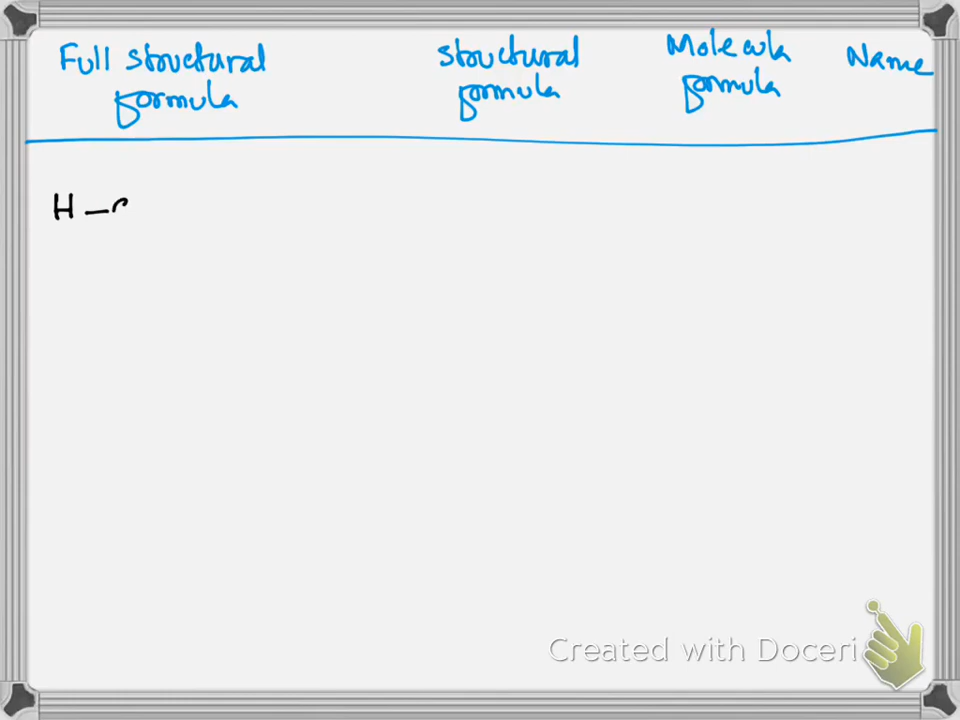 Full structural
formula
structural
formula
Molecula
formula
Name
H –
Created with Doceri